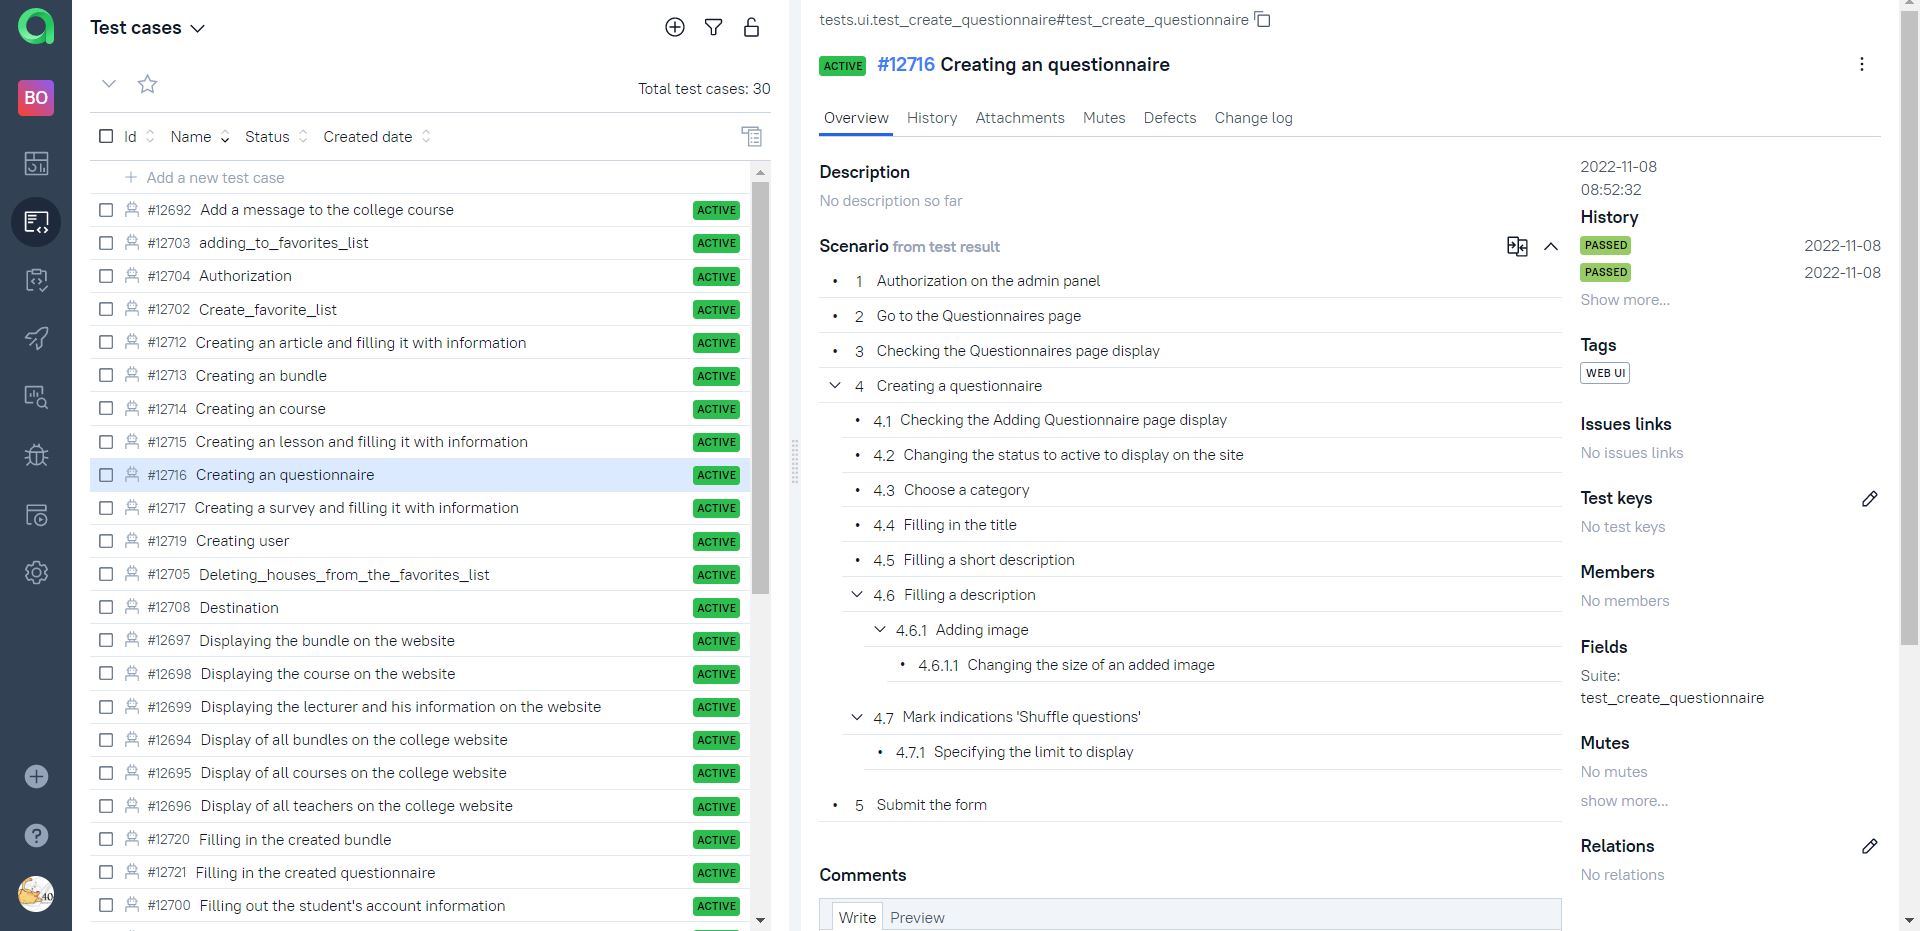 BO
Test cases
Total test cases: 30
Id Name Status Created date
Add a new test case
#12692 Add a message to the college course ACTIVE
#12703 adding_to_favorites_list ACTIVE
#12704 Authorization ACTIVE
#12702 Create_favorite_list ACTIVE
#12712 Creating an article and filling it with information ACTIVE
#12713 Creating an bundle ACTIVE
#12714 Creating an course ACTIVE
#12715 Creating an lesson and filling it with information ACTIVE
#12716 Creating an questionnaire ACTIVE
#12717 Creating a survey and filling it with information ACTIVE
#12719 Creating user ACTIVE
#12705 Deleting_houses_from_the_favorites_list ACTIVE
#12708 Destination ACTIVE
#12697 Displaying the bundle on the website ACTIVE
#12698 Displaying the course on the website ACTIVE
#12699 Displaying the lecturer and his information on the website ACTIVE
#12694 Display of all bundles on the college website ACTIVE
#12695 Display of all courses on the college website ACTIVE
#12696 Display of all teachers on the college website ACTIVE
#12720 Filling in the created bundle ACTIVE
#12721 Filling in the created questionnaire ACTIVE
#12700 Filling out the student's account information ACTIVE
tests.ui.test_create_questionnaire#test_create_questionnaire
ACTIVE #12716 Creating an questionnaire
Overview History Attachments Mutes Defects Change log
Description
No description so far
Scenario from test result
1 Authorization on the admin panel
2 Go to the Questionnaires page
3 Checking the Questionnaires page display
4 Creating a questionnaire
4.1 Checking the Adding Questionnaire page display
4.2 Changing the status to active to display on the site
4.3 Choose a category
4.4 Filling in the title
4.5 Filling a short description
4.6 Filling a description
4.6.1 Adding image
4.6.1.1 Changing the size of an added image
4.7 Mark indications 'Shuffle questions'
4.7.1 Specifying the limit to display
5 Submit the form
Comments
Write Preview
2022-11-08
08:52:32
History
PASSED 2022-11-08
PASSED 2022-11-08
Show more...
Tags
WEB UI
Issues links
No issues links
Test keys
No test keys
Members
No members
Fields
Suite:
test_create_questionnaire
Mutes
No mutes
show more...
Relations
No relations
40